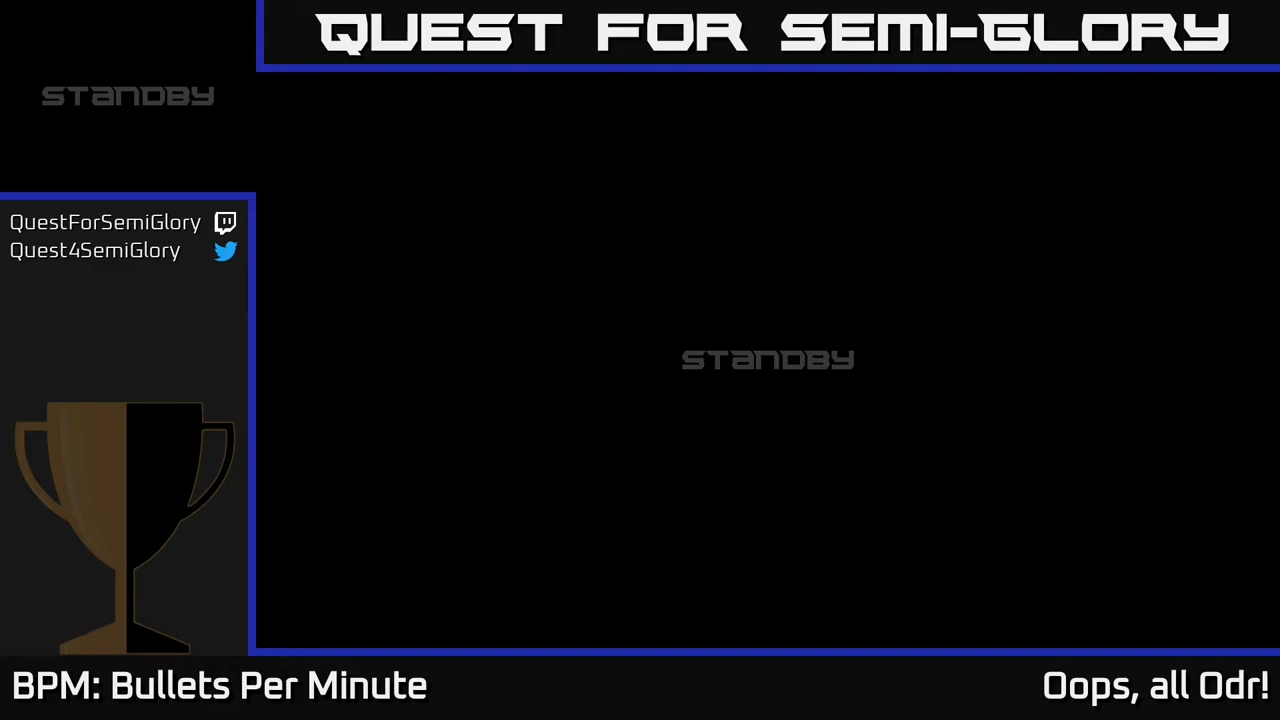 QUEST FOR SEMI-GLORY
STANDBY
QuestForSemiGlory
Quest4SemiGlory
STANDBY
BPM: Bullets Per Minute
Oops, all Odr!